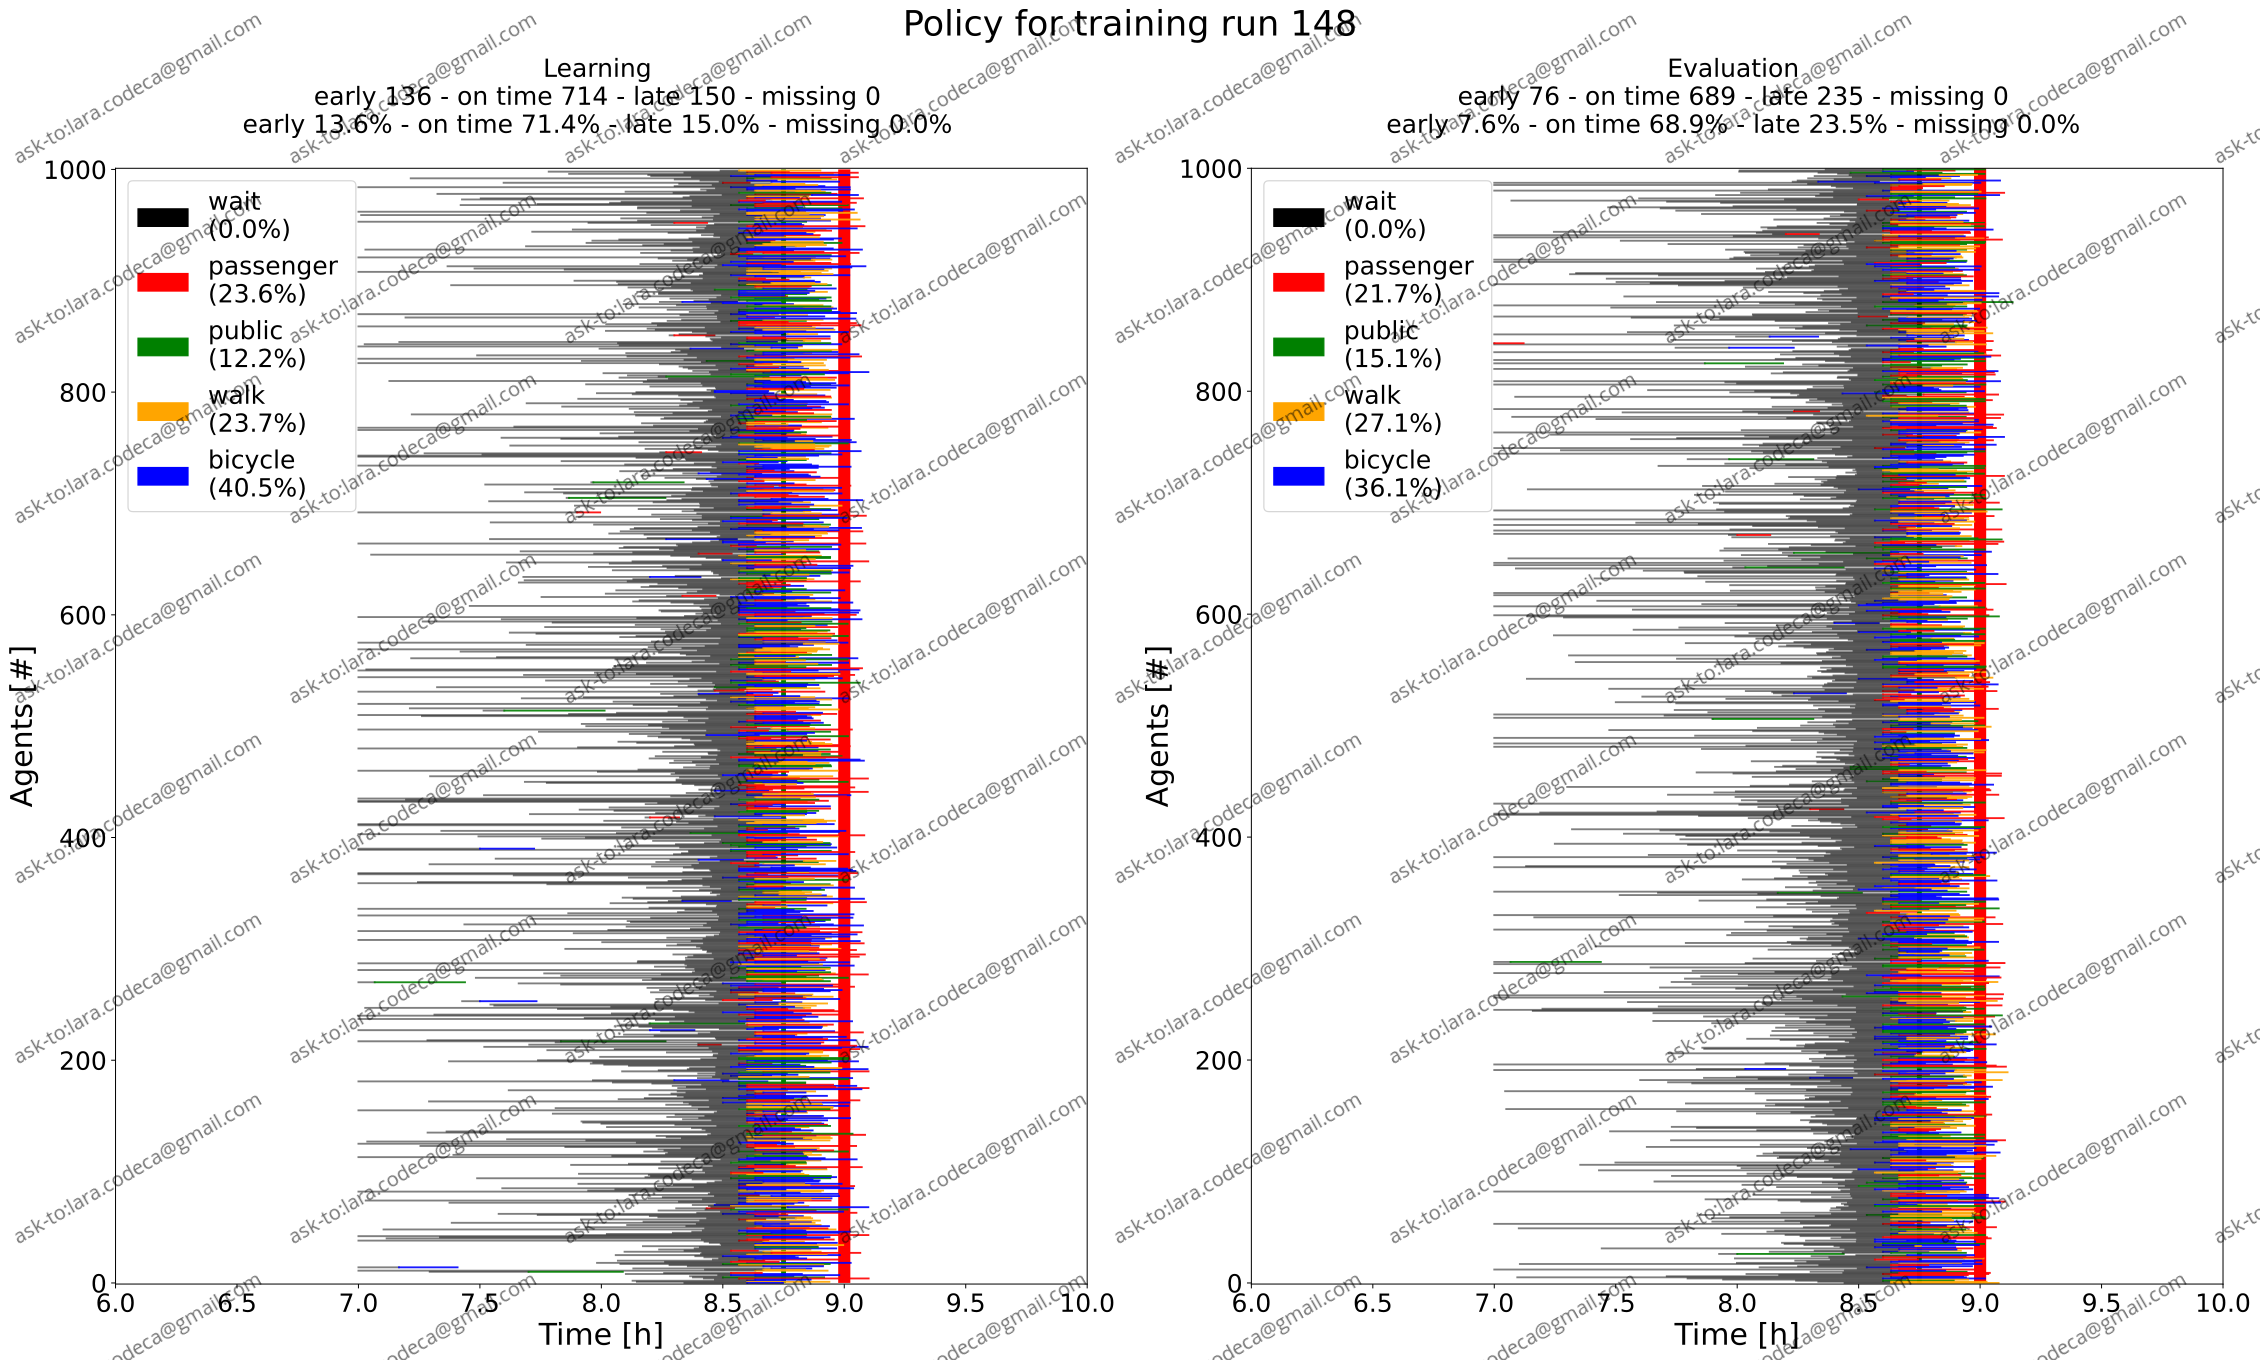 Policy for training run 148
Learning
early 136 - on time 714 - late 150 - missing 0
early 13.6% - on time 71.4% - late 15.0% - missing 0.0%
1000
800
600
400
200
0
Agents [#]
wait
(0.0%)
passenger
(23.6%)
public
(12.2%)
walk
(23.7%)
bicycle
(40.5%)
6.0 6.5 7.0 7.5 8.0 8.5 9.0 9.5 10.0
Time [h]
Evaluation
early 76 - on time 689 - late 235 - missing 0
early 7.6% - on time 68.9% - late 23.5% - missing 0.0%
1000
800
600
400
200
0
Agents [#]
wait
(0.0%)
passenger
(21.7%)
public
(15.1%)
walk
(27.1%)
bicycle
(36.1%)
6.0 6.5 7.0 7.5 8.0 8.5 9.0 9.5 10.0
Time [h]
ask-to:lara.codeca@gmail.com